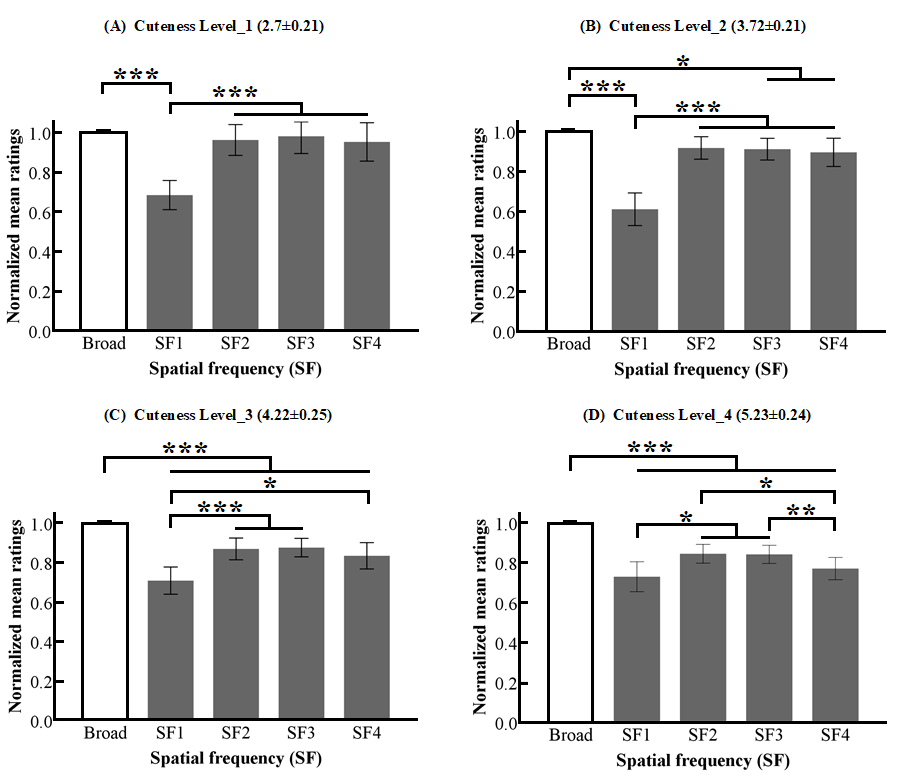 (A) Cuteness Level_1 (2.7±0.21)
***
***
Normalized mean ratings
1.0
0.8
0.6
0.4
0.2
0.0
Broad SF1 SF2 SF3 SF4
Spatial frequency (SF)
(B) Cuteness Level_2 (3.72±0.21)
*
***
***
Normalized mean ratings
1.0
0.8
0.6
0.4
0.2
0.0
Broad SF1 SF2 SF3 SF4
Spatial frequency (SF)
(C) Cuteness Level_3 (4.22±0.25)
***
*
***
Normalized mean ratings
1.0
0.8
0.6
0.4
0.2
0.0
Broad SF1 SF2 SF3 SF4
Spatial frequency (SF)
(D) Cuteness Level_4 (5.23±0.24)
***
*
**
*
Normalized mean ratings
1.0
0.8
0.6
0.4
0.2
0.0
Broad SF1 SF2 SF3 SF4
Spatial frequency (SF)